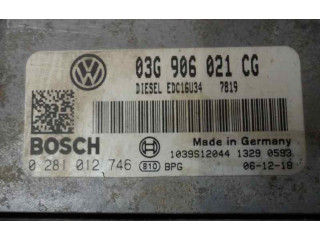 03G 906 021 CG
DIESEL EDC16U34 7819
BOSCH
Made in Germany
1039S12044 1329 0593
0 281 012 746
810
BPG
06-12-18